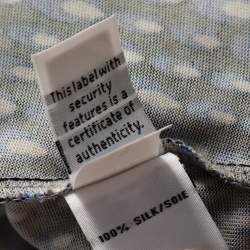 This label with
security
features is a
certificate of
authenticity.
100% SILK/SOIE